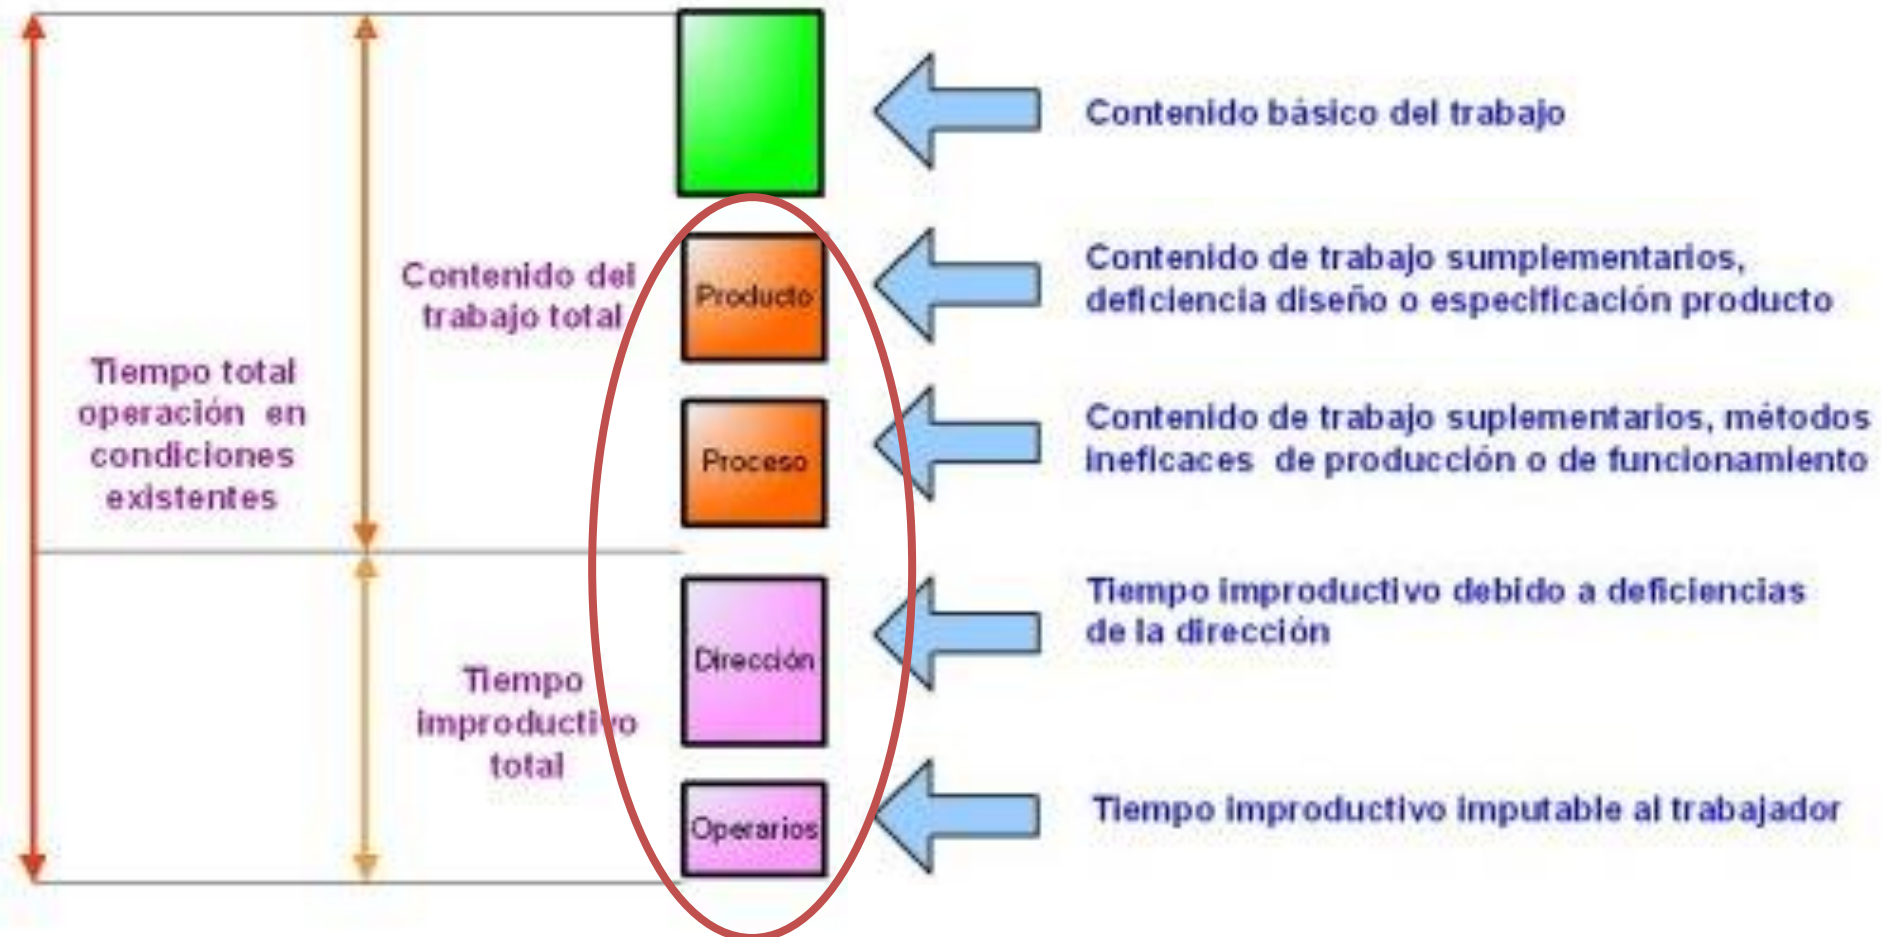 Contenido básico del trabajo
Contenido del
trabajo total
Producto
Contenido de trabajo sumplementarios,
deficiencia diseño o especificación producto
Tiempo total
operación en
condiciones
existentes
Proceso
Contenido de trabajo suplementarios, métodos
ineficaces de producción o de funcionamiento
Tiempo
improductivo
total
Dirección
Tiempo improductivo debido a deficiencias
de la dirección
Operarios
Tiempo improductivo imputable al trabajador